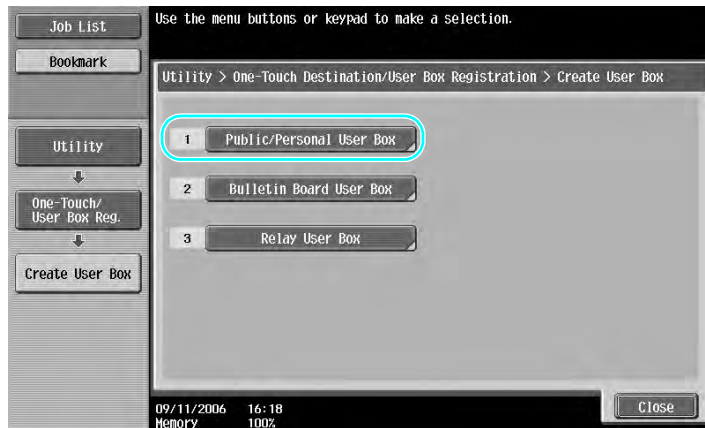 Job List
Bookmark
Use the menu buttons or keypad to make a selection.
Utility > One-Touch Destination/User Box Registration > Create User Box
Utility
One-Touch/
User Box Reg.
Create User Box
1 Public/Personal User Box
2 Bulletin Board User Box
3 Relay User Box
09/11/2006 16:18
Memory 100%
Close